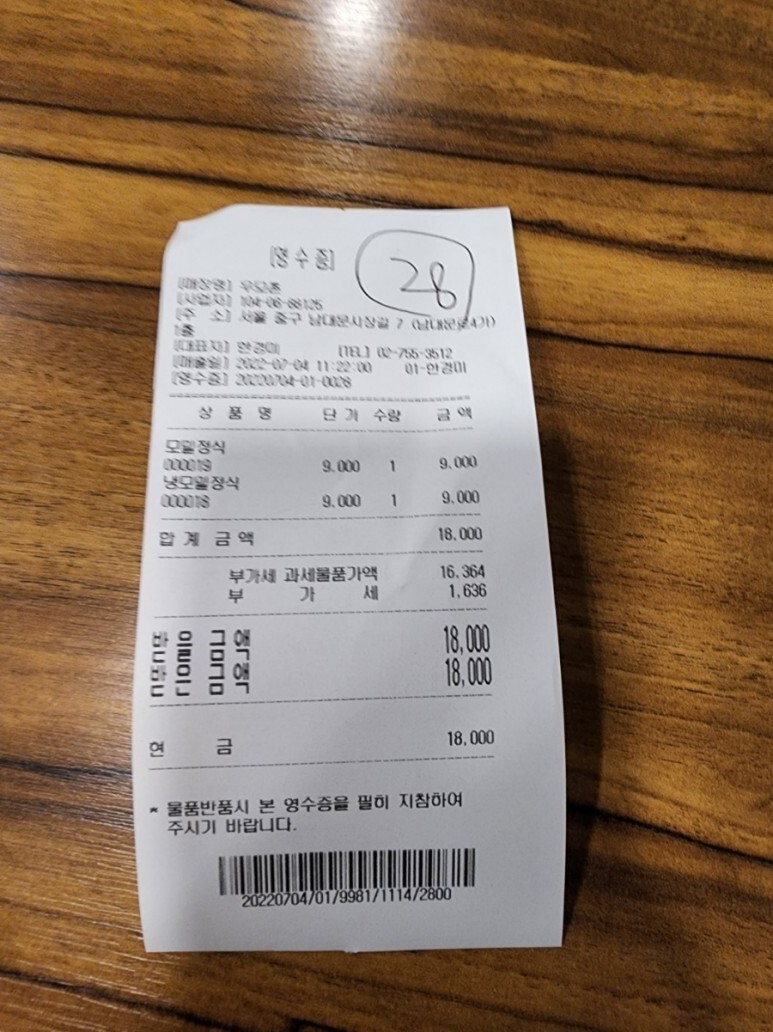 [영수증]
28
[매장명] 우모촌
[사업자] 104-06-88126
[주 소] 서울 중구 남대문시장길 7 (남대문로4가)
1층
[대표자] 한경미 [TEL] 02-755-3512
[매출일] 2022-07-04 11:22:00 01-한경미
[영수증] 20220704-01-0028
상 품 명 단 가 수량 금 액
모밀정식
000019 9,000 1 9,000
냉모밀정식
000018 9,000 1 9,000
합 계 금 액 18,000
부가세 과세물품가액 16,364
부 가 세 1,636
받 을 금 액 18,000
받 은 금 액 18,000
현 금 18,000
* 물품반품시 본 영수증을 필히 지참하여
주시기 바랍니다.
20220704/01/9981/1114/2800